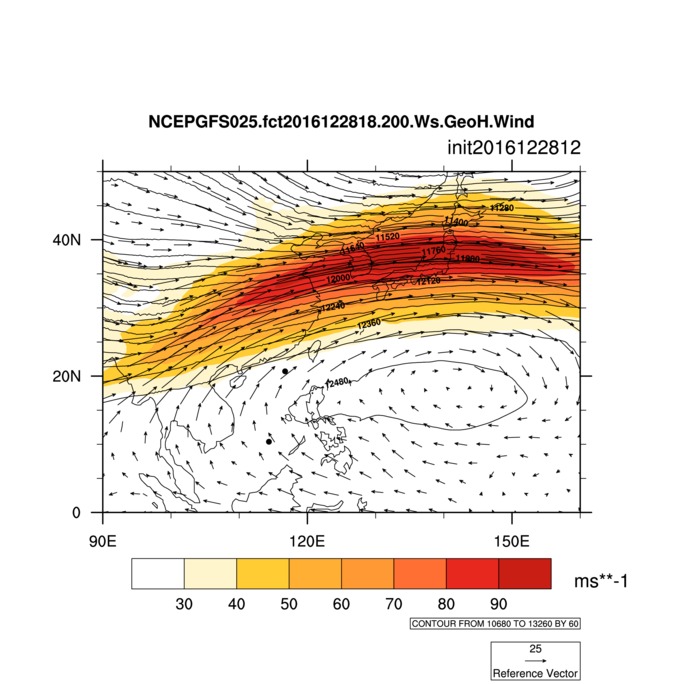 NCEPGFS025.fct2016122818.200.Ws.GeoH.Wind
init2016122812
11280
11400
40N
11520
11640
11760
11880
12000
12120
12240
12360
20N
12480
0
90E 120E 150E
30 40 50 60 70 80 90
ms**-1
CONTOUR FROM 10680 TO 13260 BY 60
25
Reference Vector